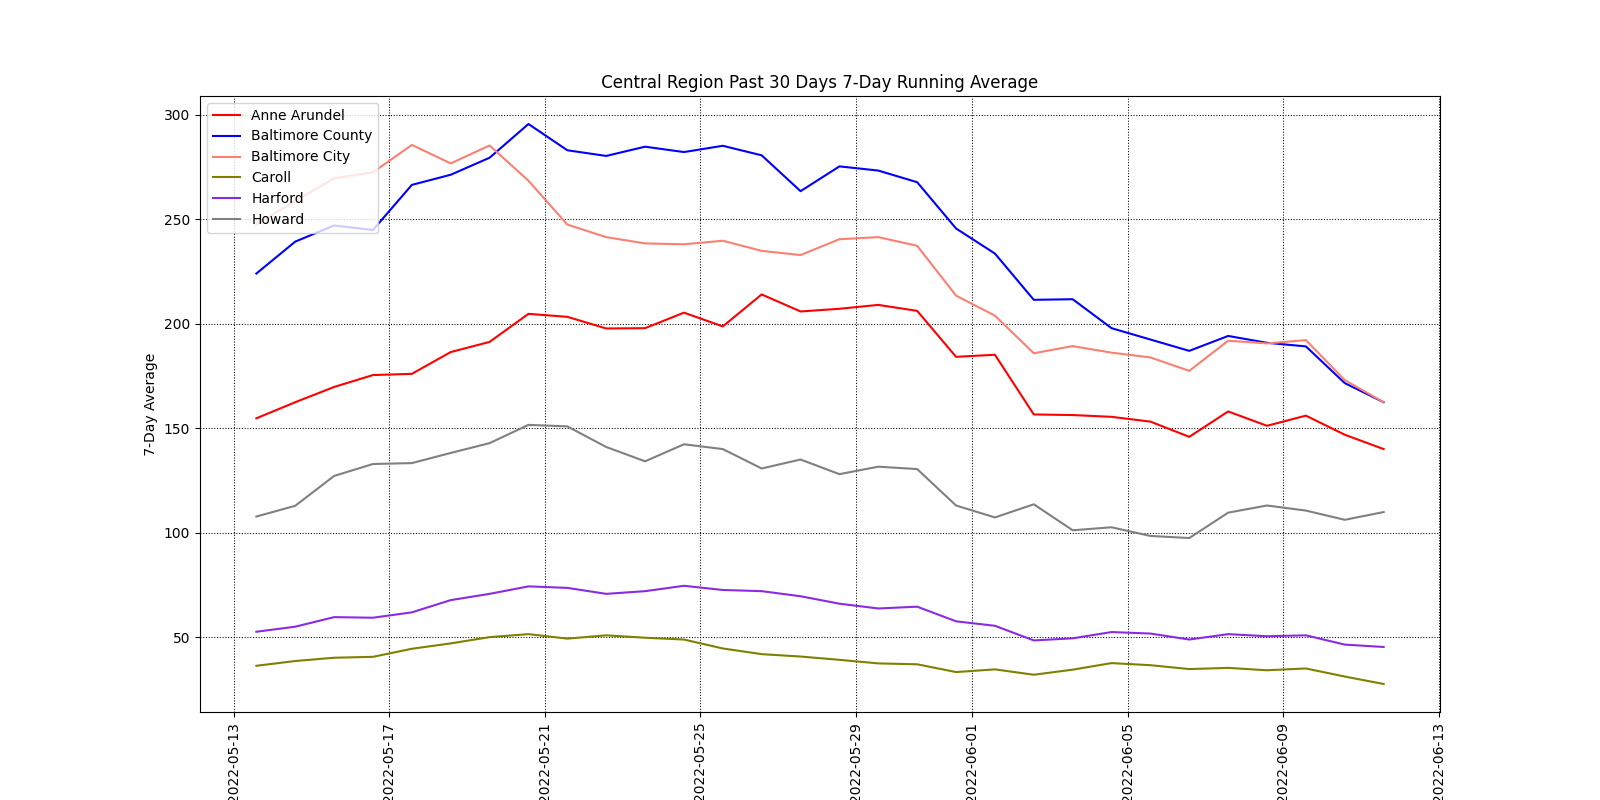 Central Region Past 30 Days 7-Day Running Average
300
250
200
150
100
50
7-Day Average
Anne Arundel
Baltimore County
Baltimore City
Caroll
Harford
Howard
2022-05-13
2022-05-17
2022-05-21
2022-05-25
2022-05-29
2022-06-01
2022-06-05
2022-06-09
2022-06-13